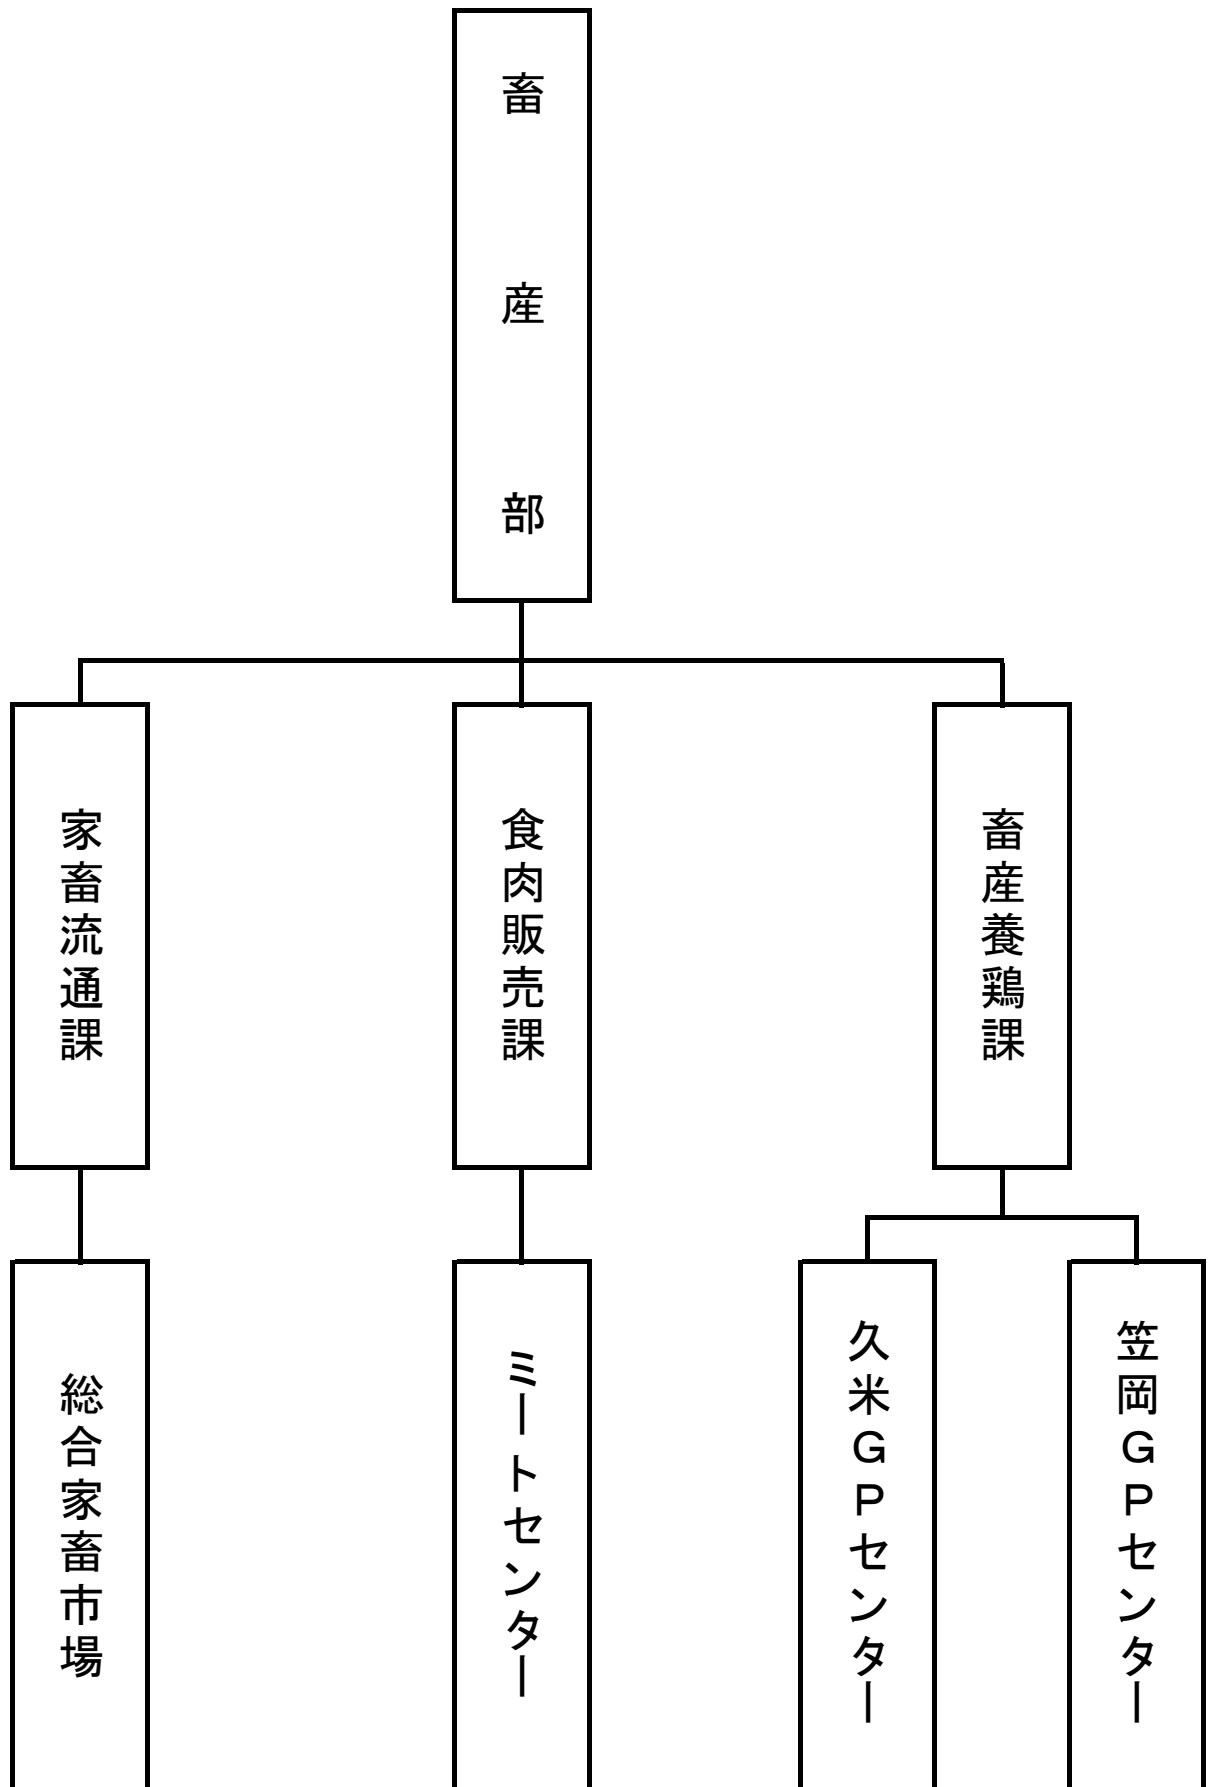 畜産部
家畜流通課
食肉販売課
畜産養鶏課
総合家畜市場
ミートセンター
久米ＧＰセンター
笠岡ＧＰセンター